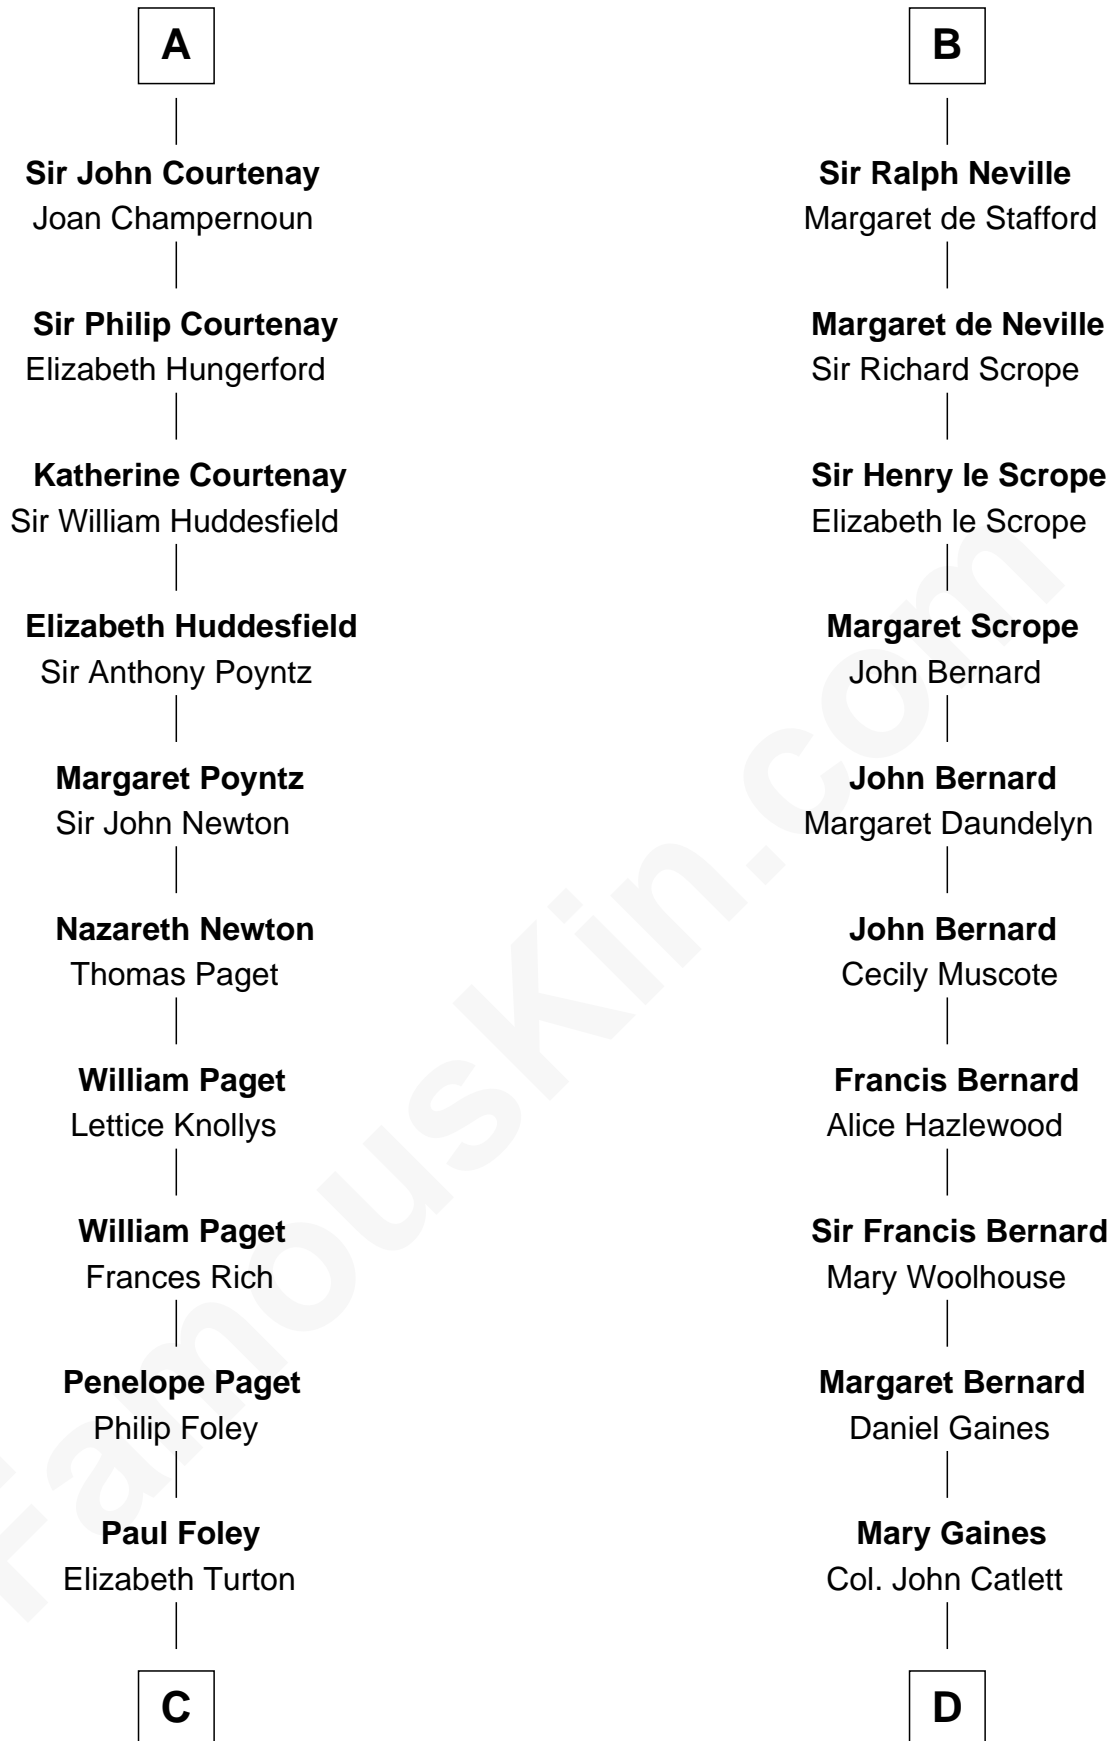 A
Sir John Courtenay
Joan Champernoun
Sir Philip Courtenay
Elizabeth Hungerford
Katherine Courtenay
Sir William Huddesfield
Elizabeth Huddesfield
Sir Anthony Poyntz
Margaret Poyntz
Sir John Newton
Nazareth Newton
Thomas Paget
William Paget
Lettice Knollys
William Paget
Frances Rich
Penelope Paget
Philip Foley
Paul Foley
Elizabeth Turton
C
B
Sir Ralph Neville
Margaret de Stafford
Margaret de Neville
Sir Richard Scrope
Sir Henry le Scrope
Elizabeth le Scrope
Margaret Scrope
John Bernard
John Bernard
Margaret Daundelyn
John Bernard
Cecily Muscote
Francis Bernard
Alice Hazlewood
Sir Francis Bernard
Mary Woolhouse
Margaret Bernard
Daniel Gaines
Mary Gaines
Col. John Catlett
D
FamousKin.com